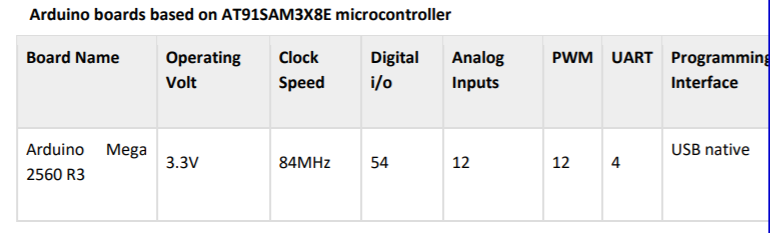 Arduino boards based on AT91SAM3X8E microcontroller
Board Name Operating Volt Clock Speed Digital i/o Analog Inputs PWM UART Programming Interface
Arduino Mega 2560 R3 3.3V 84MHz 54 12 12 4 USB native